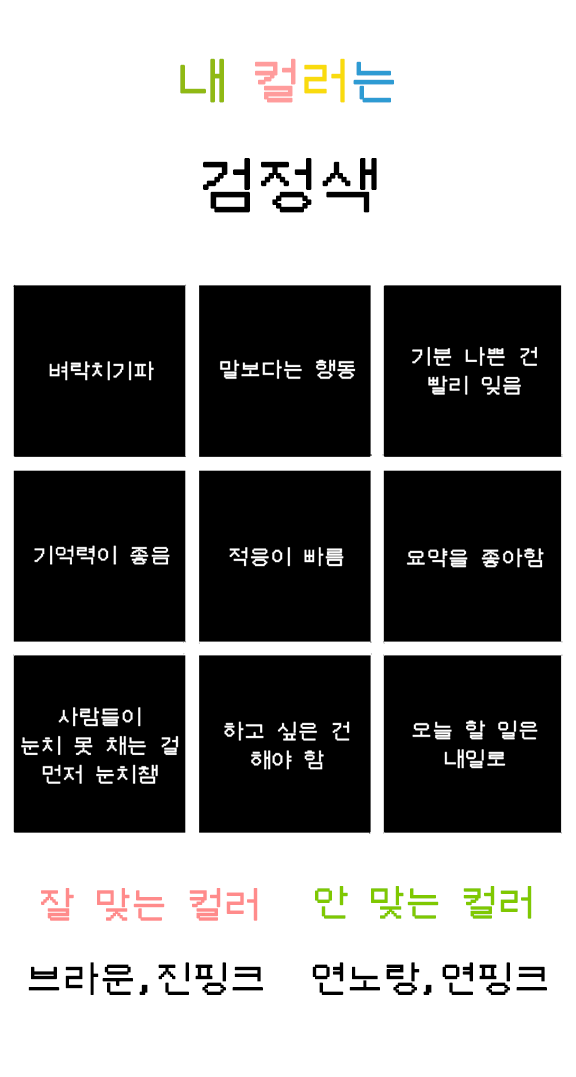 내 컬러는
검정색
벼락치기파
말보다는 행동
기분 나쁜 건
빨리 잊음
기억력이 좋음
적응이 빠름
요약을 좋아함
사람들이
눈치 못 채는 걸
먼저 눈치챔
하고 싶은 건
해야 함
오늘 할 일은
내일로
잘 맞는 컬러
안 맞는 컬러
브라운,진핑크
연노랑,연핑크